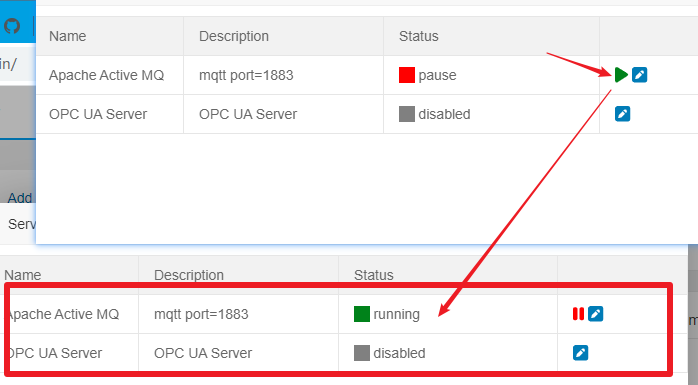 Name Description Status
in/
Apache Active MQ mqtt port=1883 pause
OPC UA Server OPC UA Server disabled
Add
Serv
Name Description Status
Apache Active MQ mqtt port=1883 running
m
OPC UA Server OPC UA Server disabled